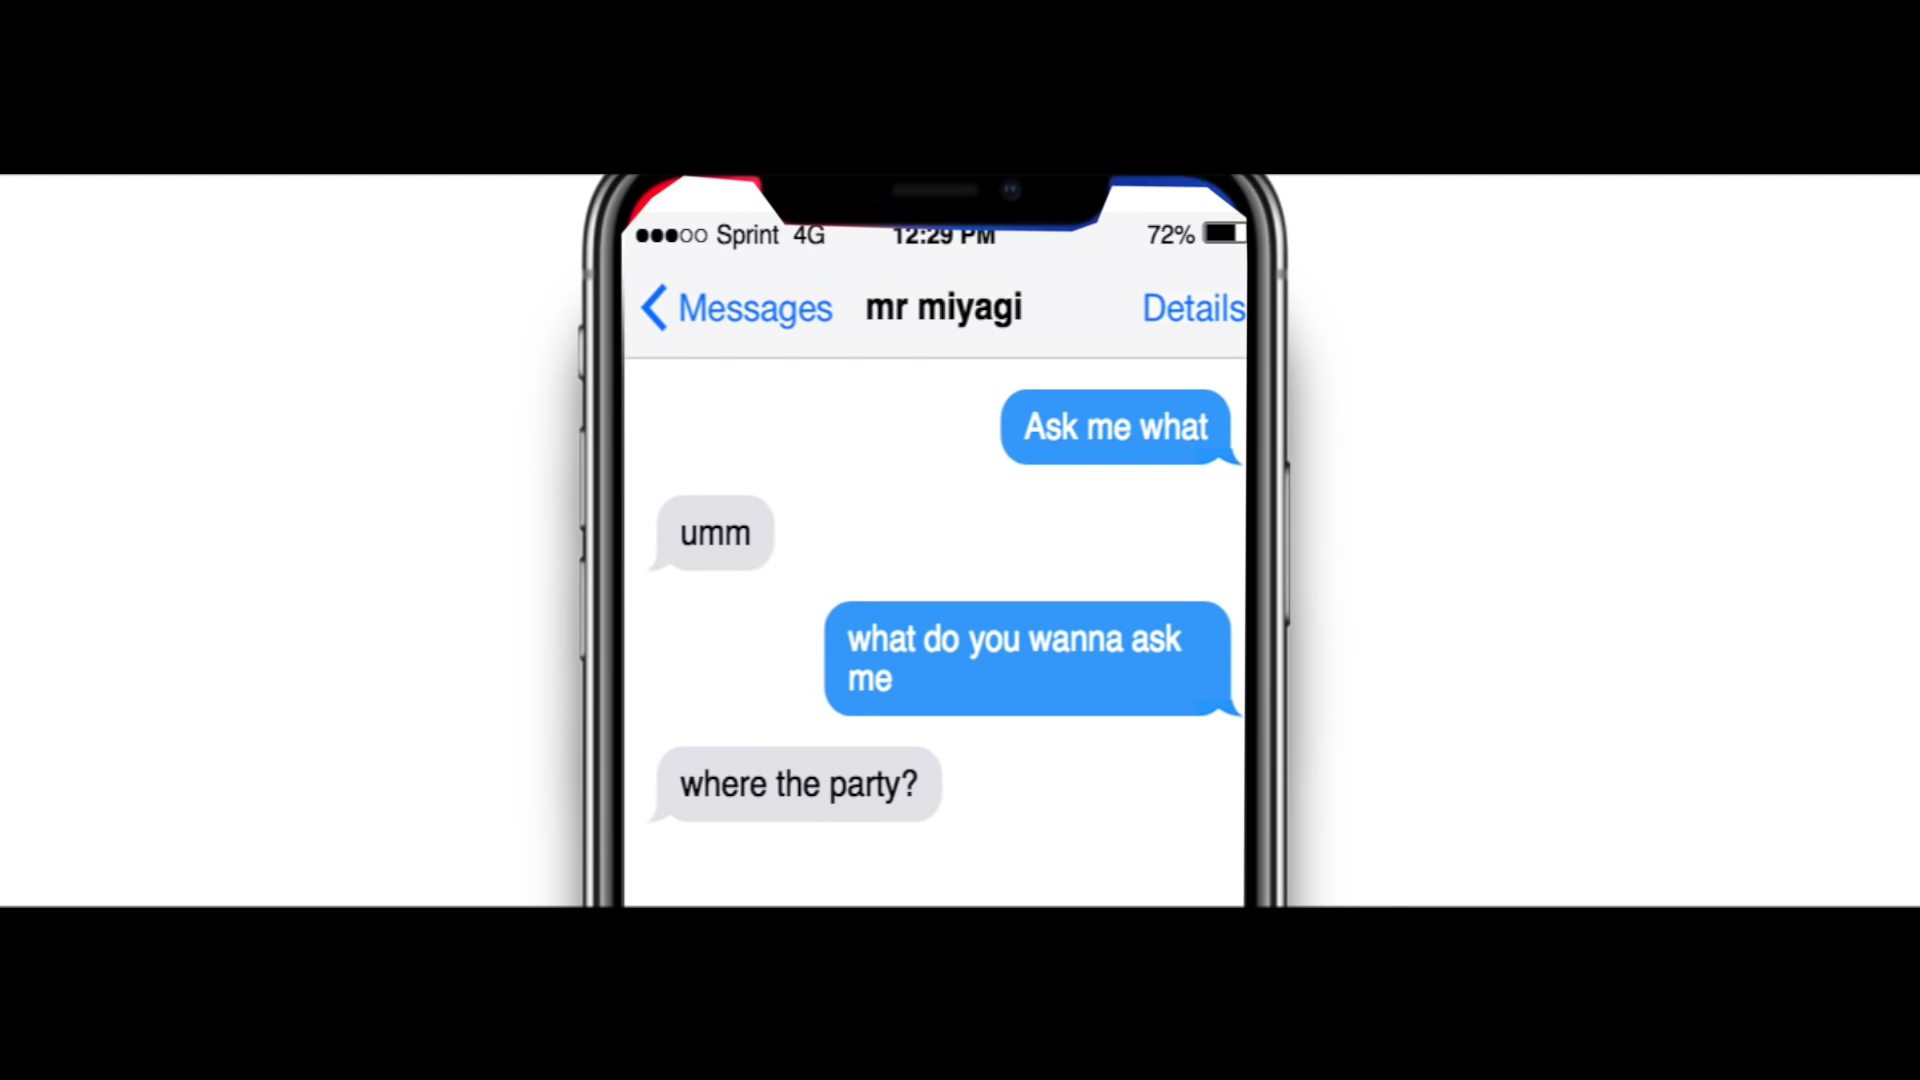 ●●●○○ Sprint 4G 12:29 PM 72%
Messages mr miyagi Details
Ask me what
umm
what do you wanna ask
me
where the party?